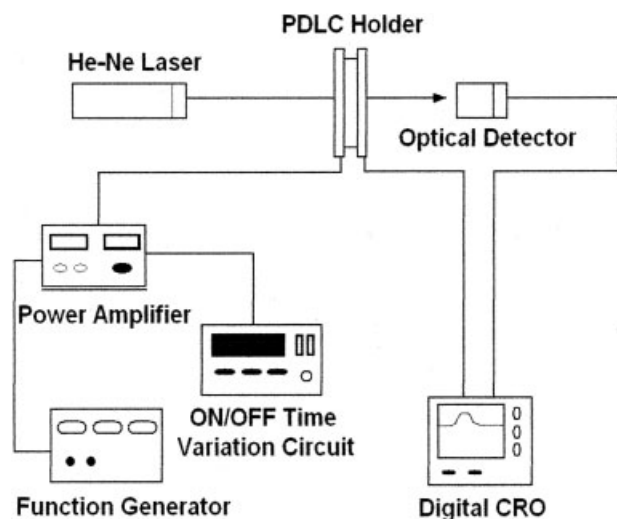 PDLC Holder
He-Ne Laser
Optical Detector
Power Amplifier
ON/OFF Time
Variation Circuit
Function Generator
Digital CRO